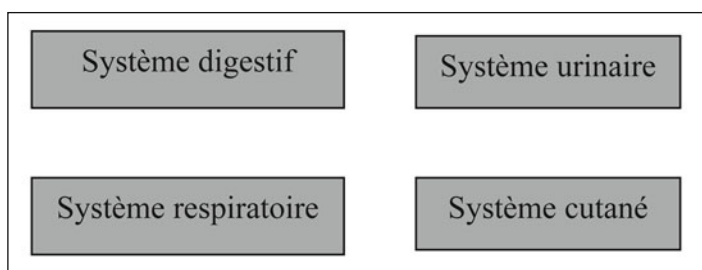 Système digestif
Système urinaire
Système respiratoire
Système cutané